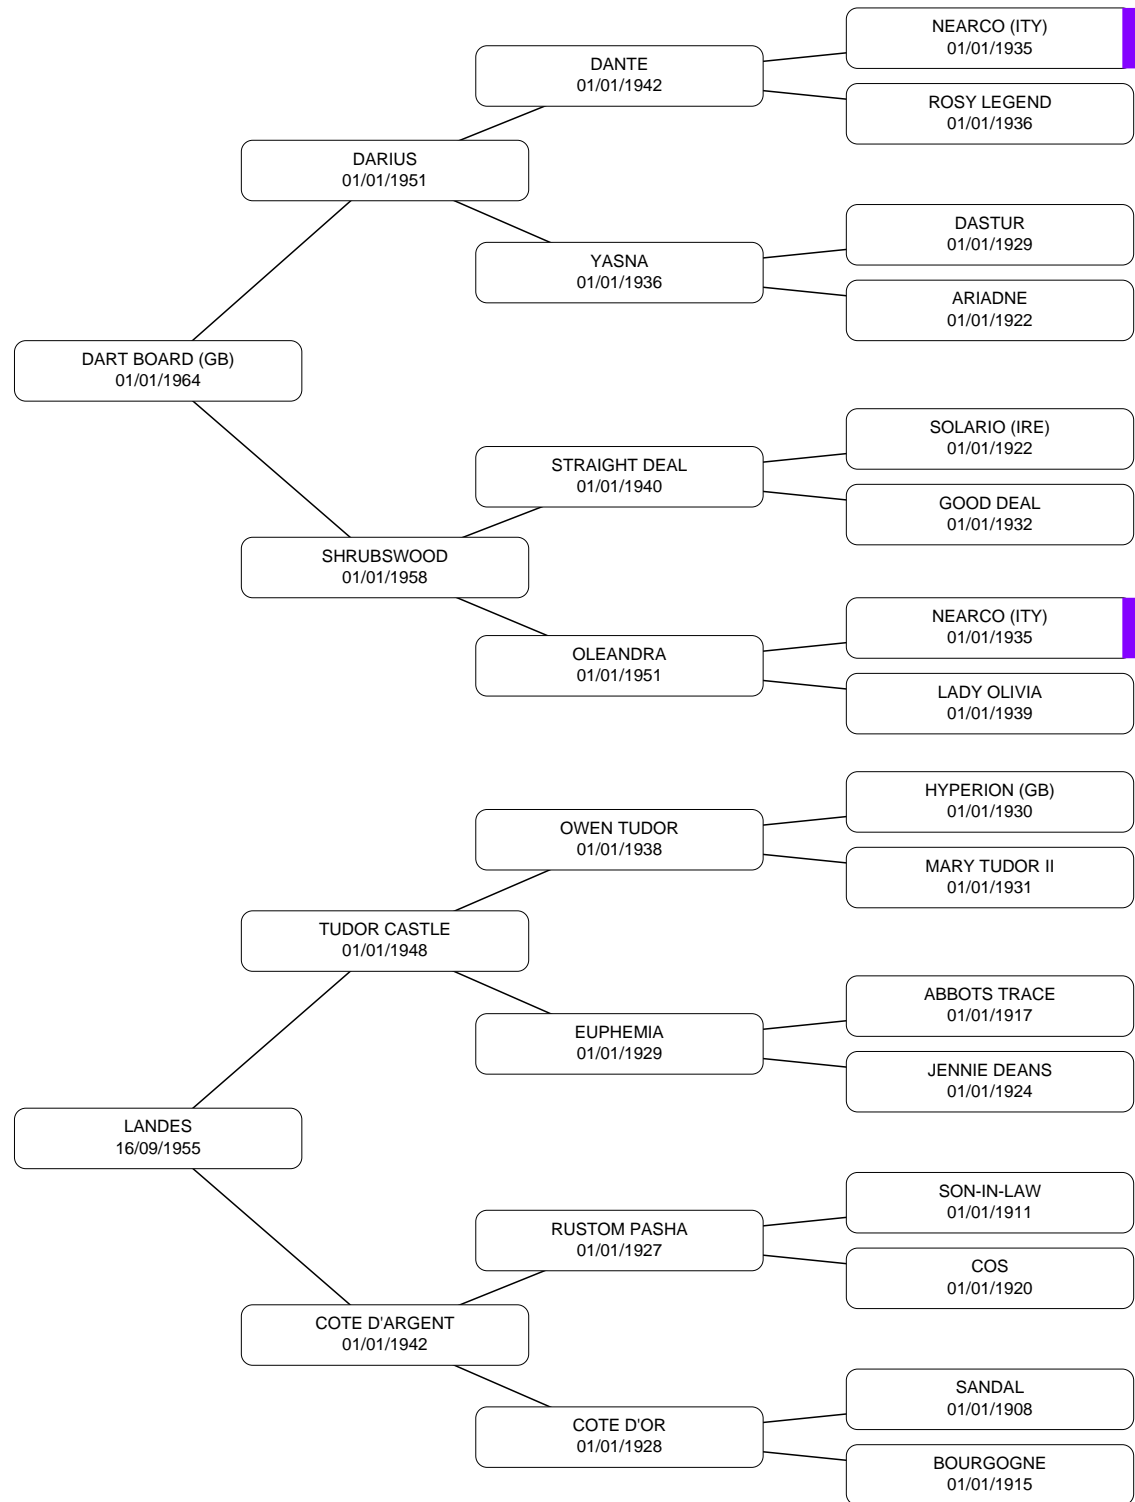 NEARCO (ITY)
01/01/1935
DANTE
01/01/1942
ROSY LEGEND
01/01/1936
DARIUS
01/01/1951
DASTUR
01/01/1929
YASNA
01/01/1936
ARIADNE
01/01/1922
DART BOARD (GB)
01/01/1964
SOLARIO (IRE)
01/01/1922
STRAIGHT DEAL
01/01/1940
GOOD DEAL
01/01/1932
SHRUBSWOOD
01/01/1958
NEARCO (ITY)
01/01/1935
OLEANDRA
01/01/1951
LADY OLIVIA
01/01/1939
HYPERION (GB)
01/01/1930
OWEN TUDOR
01/01/1938
MARY TUDOR II
01/01/1931
TUDOR CASTLE
01/01/1948
ABBOTS TRACE
01/01/1917
EUPHEMIA
01/01/1929
JENNIE DEANS
01/01/1924
LANDES
16/09/1955
SON-IN-LAW
01/01/1911
RUSTOM PASHA
01/01/1927
COS
01/01/1920
COTE D'ARGENT
01/01/1942
SANDAL
01/01/1908
COTE D'OR
01/01/1928
BOURGOGNE
01/01/1915